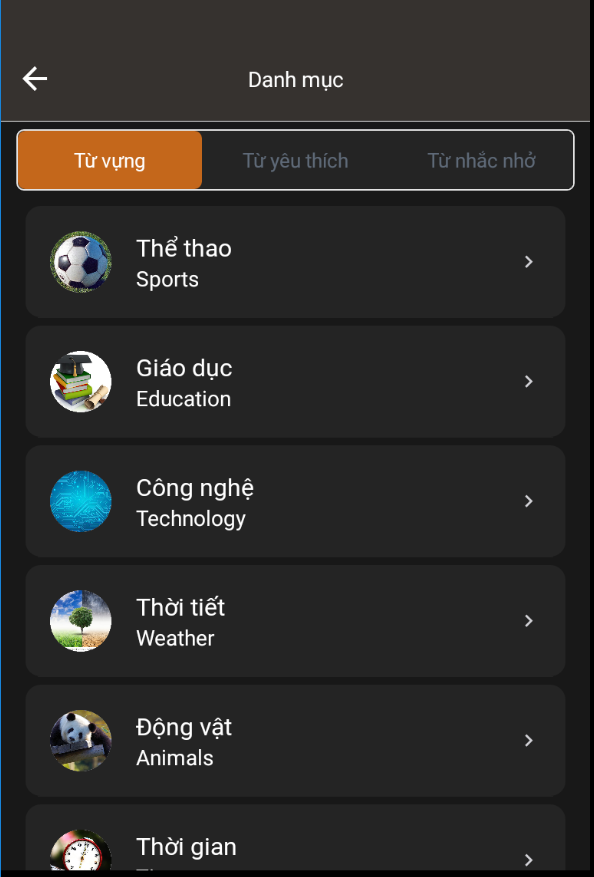 Danh mục
Từ vựng
Từ yêu thích
Từ nhắc nhở
Thể thao
Sports
Giáo dục
Education
Công nghệ
Technology
Thời tiết
Weather
Động vật
Animals
Thời gian